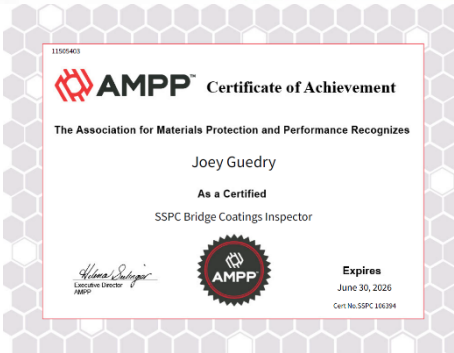 11505403
AMPP™ Certificate of Achievement
The Association for Materials Protection and Performance Recognizes
Joey Guedry
As a Certified
SSPC Bridge Coatings Inspector
Executive Director
AMPP
AMPP
Expires
June 30, 2026
Cert No.SSPC 106394